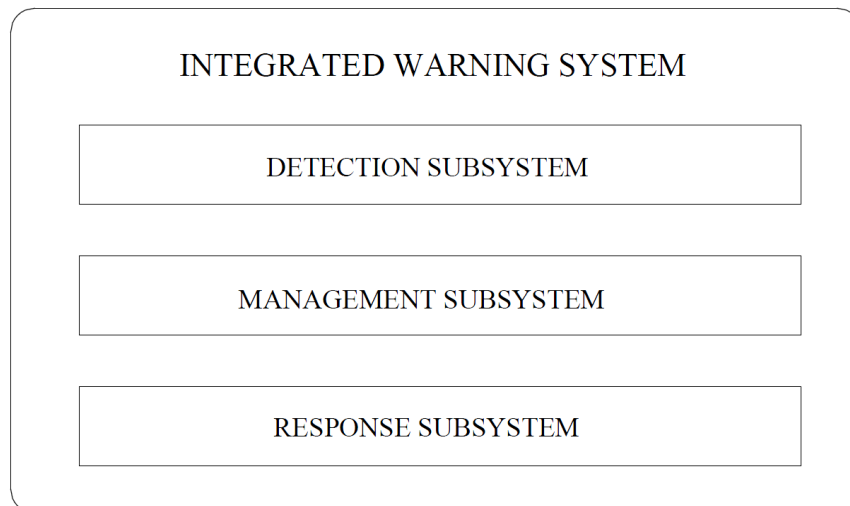 INTEGRATED WARNING SYSTEM
DETECTION SUBSYSTEM
MANAGEMENT SUBSYSTEM
RESPONSE SUBSYSTEM